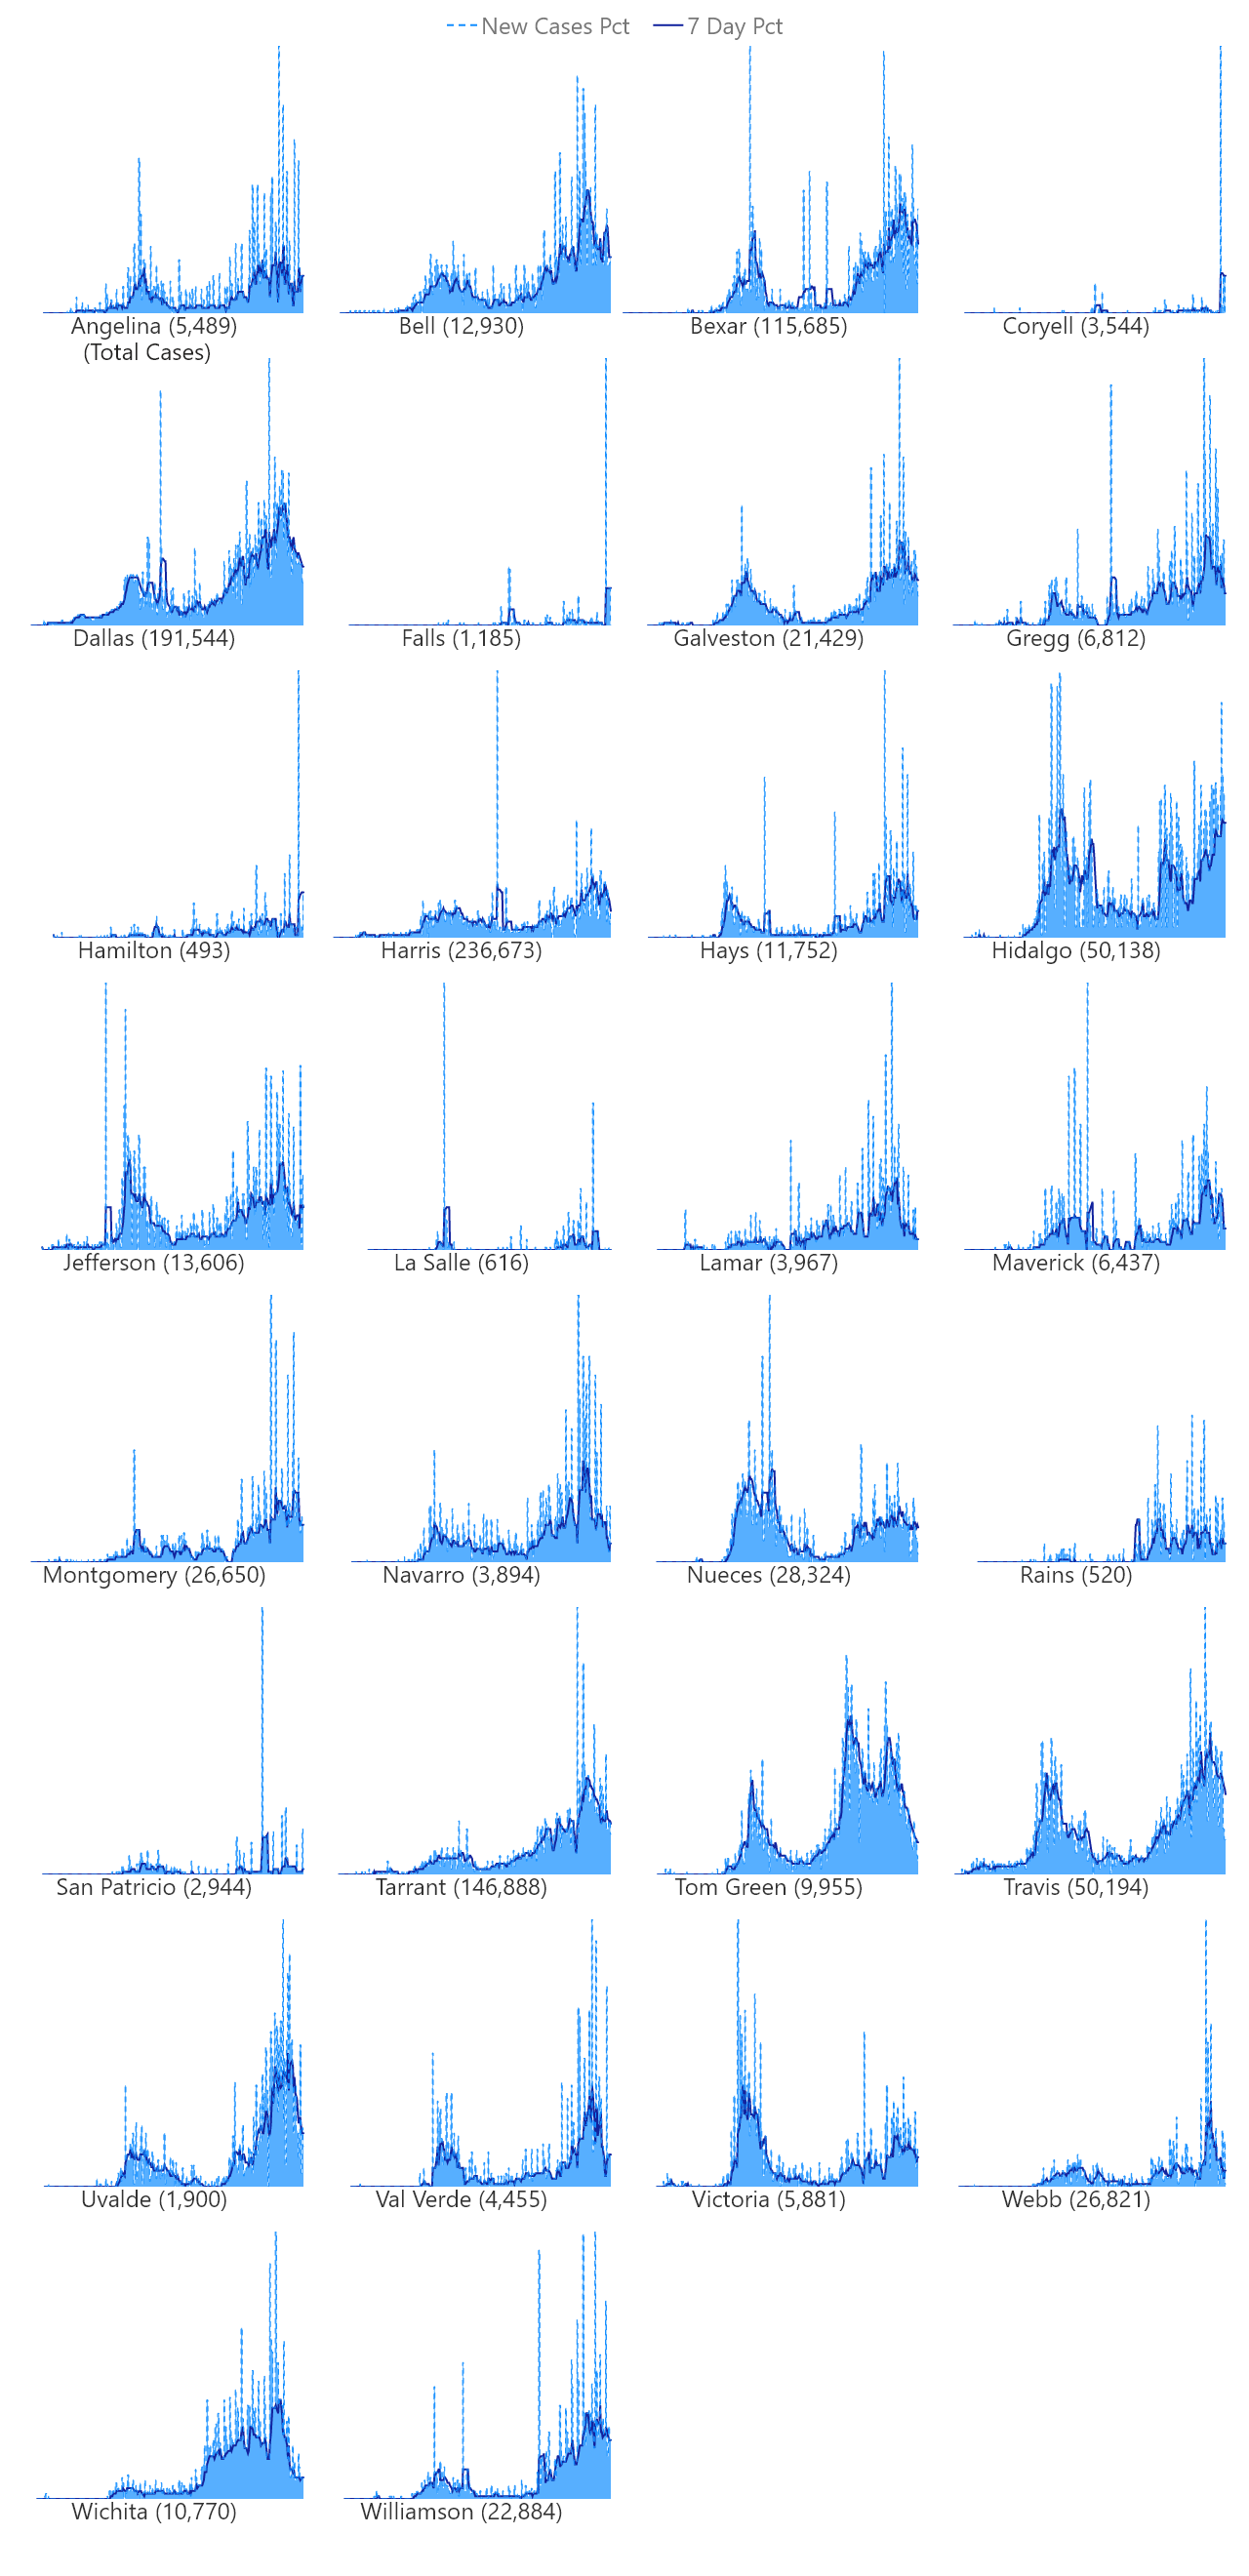 New Cases Pct 7 Day Pct
Angelina (5,489) Bell (12,930) Bexar (115,685) Coryell (3,544)
(Total Cases)
Dallas (191,544) Falls (1,185) Galveston (21,429) Gregg (6,812)
Hamilton (493) Harris (236,673) Hays (11,752) Hidalgo (50,138)
Jefferson (13,606) La Salle (616) Lamar (3,967) Maverick (6,437)
Montgomery (26,650) Navarro (3,894) Nueces (28,324) Rains (520)
San Patricio (2,944) Tarrant (146,888) Tom Green (9,955) Travis (50,194)
Uvalde (1,900) Val Verde (4,455) Victoria (5,881) Webb (26,821)
Wichita (10,770) Williamson (22,884)